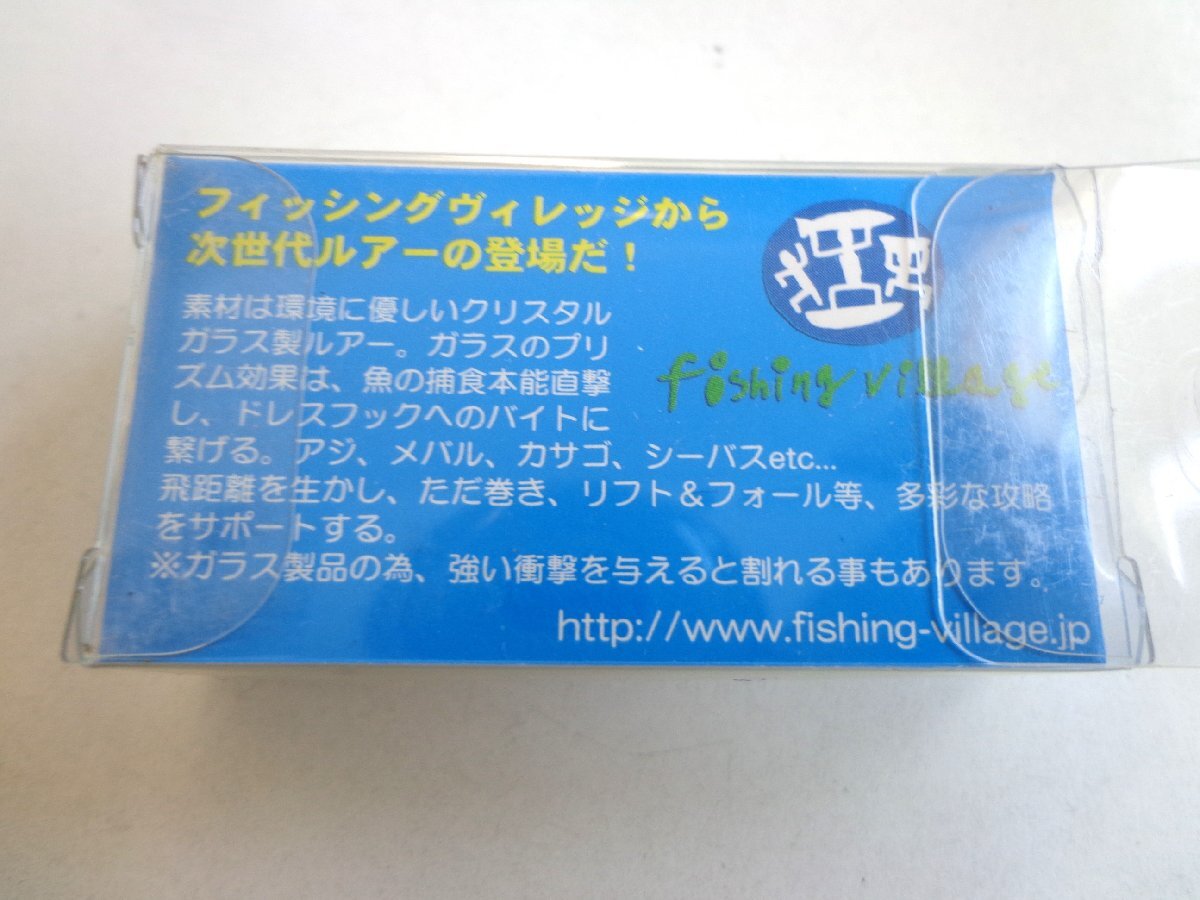 フィッシングヴィレッジから
次世代ルアーの登場だ！
fishing village
素材は環境に優しいクリスタル
ガラス製ルアー。ガラスのプリ
ズム効果は、魚の捕食本能直撃
し、ドレスフックへのバイトに
繋げる。アジ、メバル、カサゴ、シーバスetc...
飛距離を生かし、ただ巻き、リフト＆フォール等、多彩な攻略
をサポートする。
※ガラス製品の為、強い衝撃を与えると割れる事もあります。
http://www.fishing-village.jp